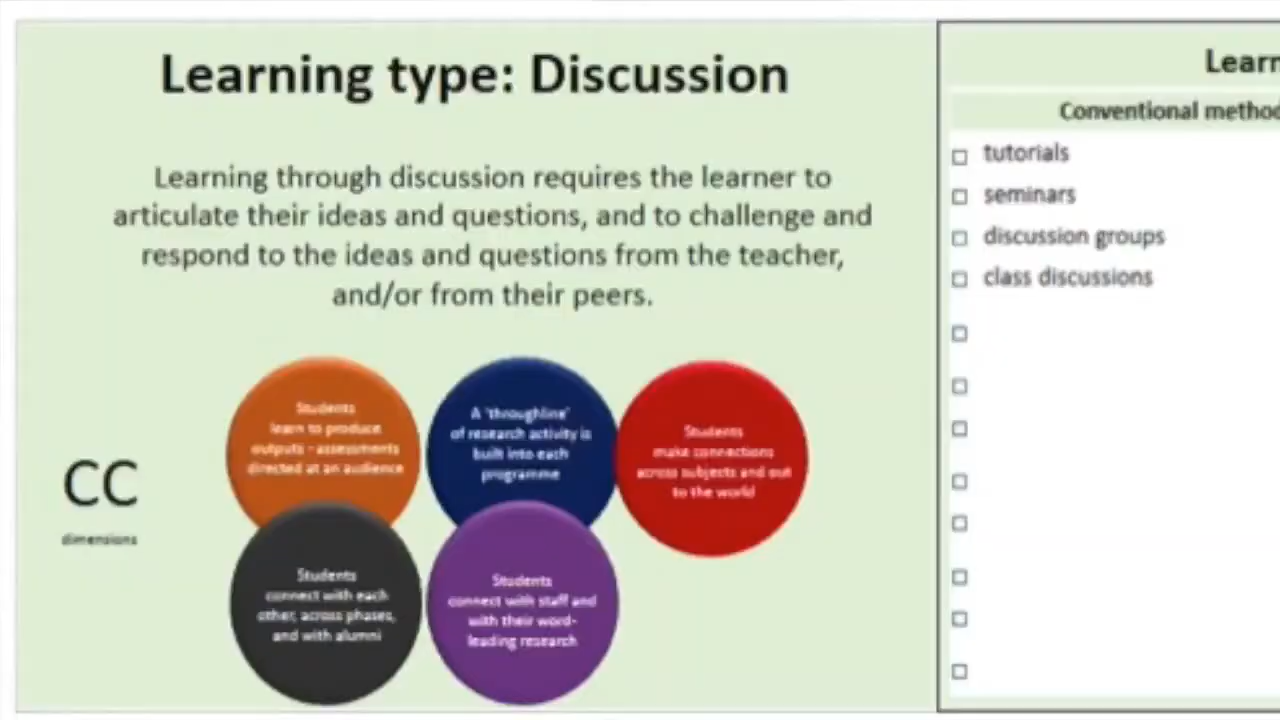 Learning type: Discussion
Learning through discussion requires the learner to
articulate their ideas and questions, and to challenge and
respond to the ideas and questions from the teacher,
and/or from their peers.
CC
dimensions
Students
learn to produce
outputs - assessments
directed at an audience
A 'throughline'
of research activity is
built into each
programme
Students
make connections
across subjects and out
to the world
Students
connect with each
other, across phases,
and with alumni
Students
connect with staff and
with their word-
leading research
Learn
Conventional metho
tutorials
seminars
discussion groups
class discussions